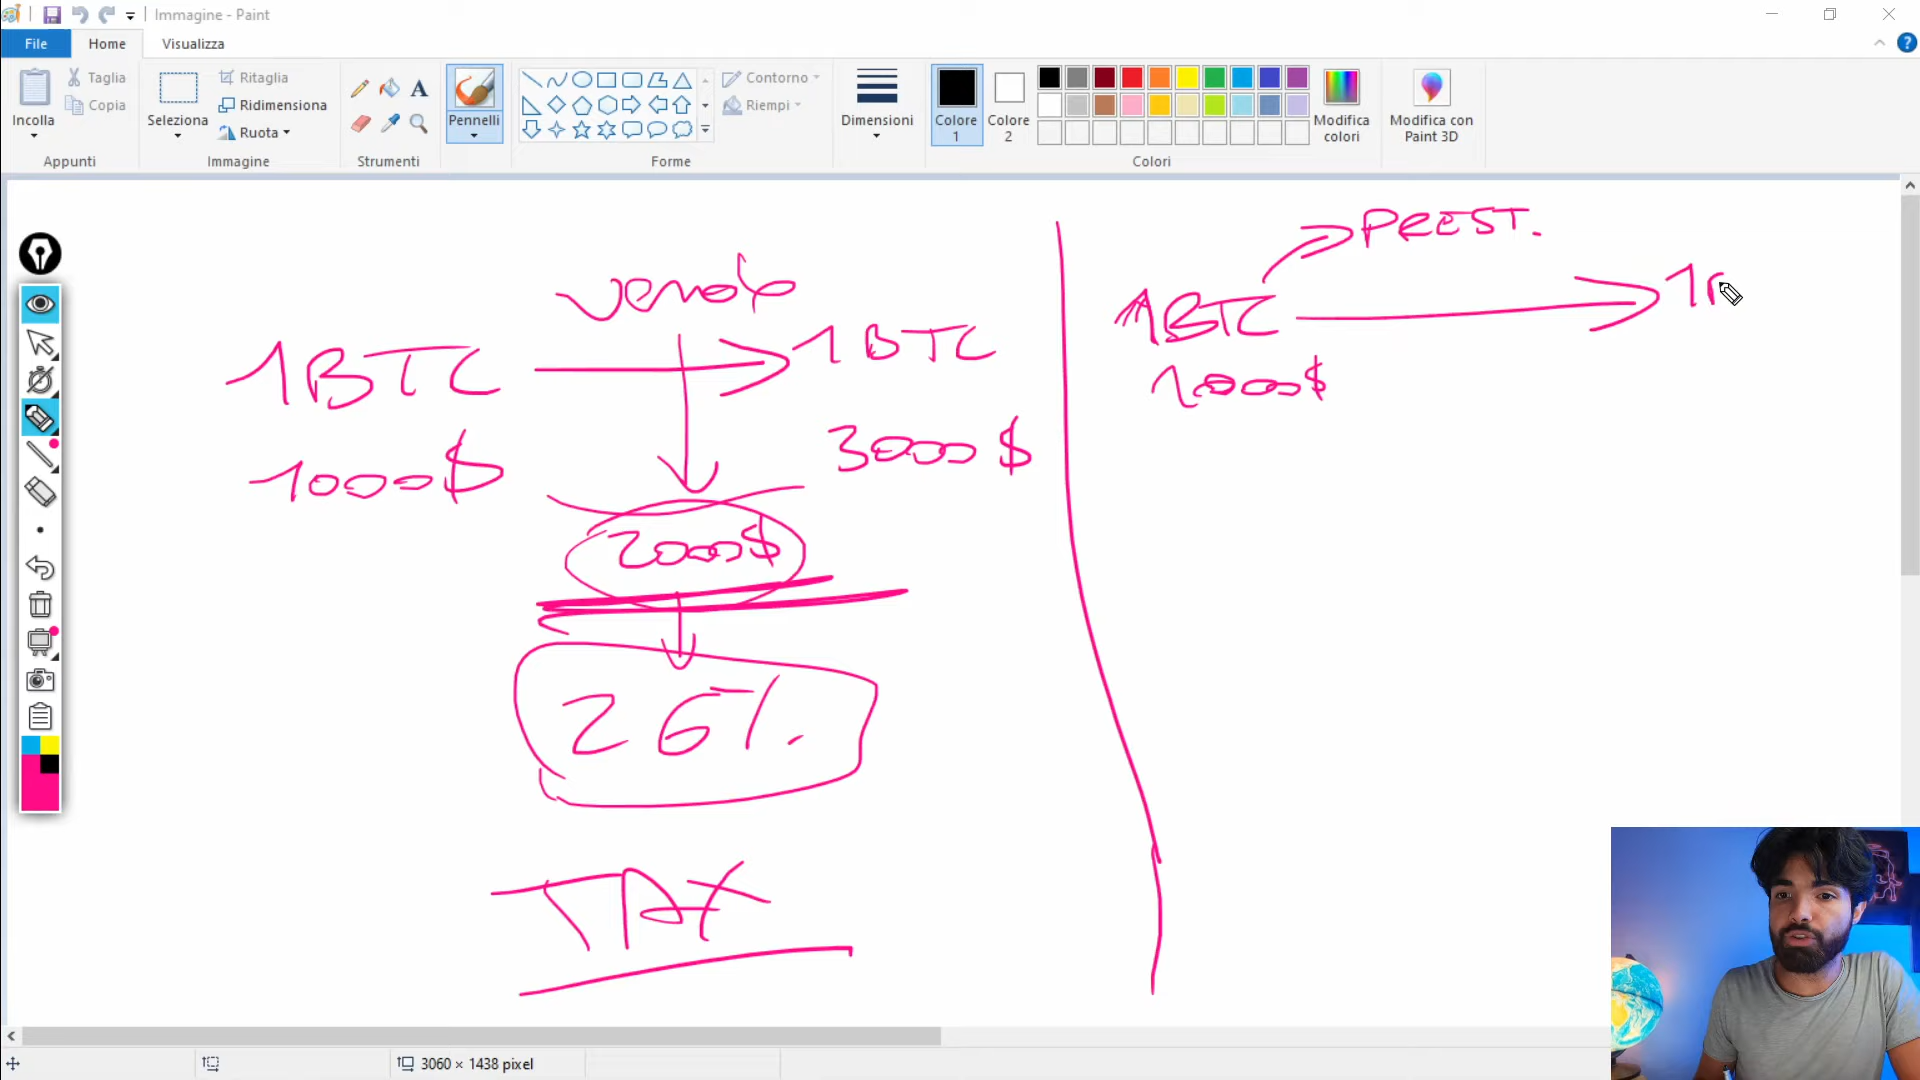 Immagine - Paint
File
Home
Visualizza
Incolla
Taglia
Copia
Appunti
Seleziona
Ritaglia
Ridimensiona
Ruota
Immagine
A
Strumenti
Pennelli
Contorno
Riempi
Forme
Dimensioni
Colore 1
Colore 2
Modifica colori
Modifica con Paint 3D
Colori
vendo
1BTC
1 BTC
1000$
3000$
2000$
26%
TAX
PREST.
1BTC
1000$
3060 × 1438 pixel